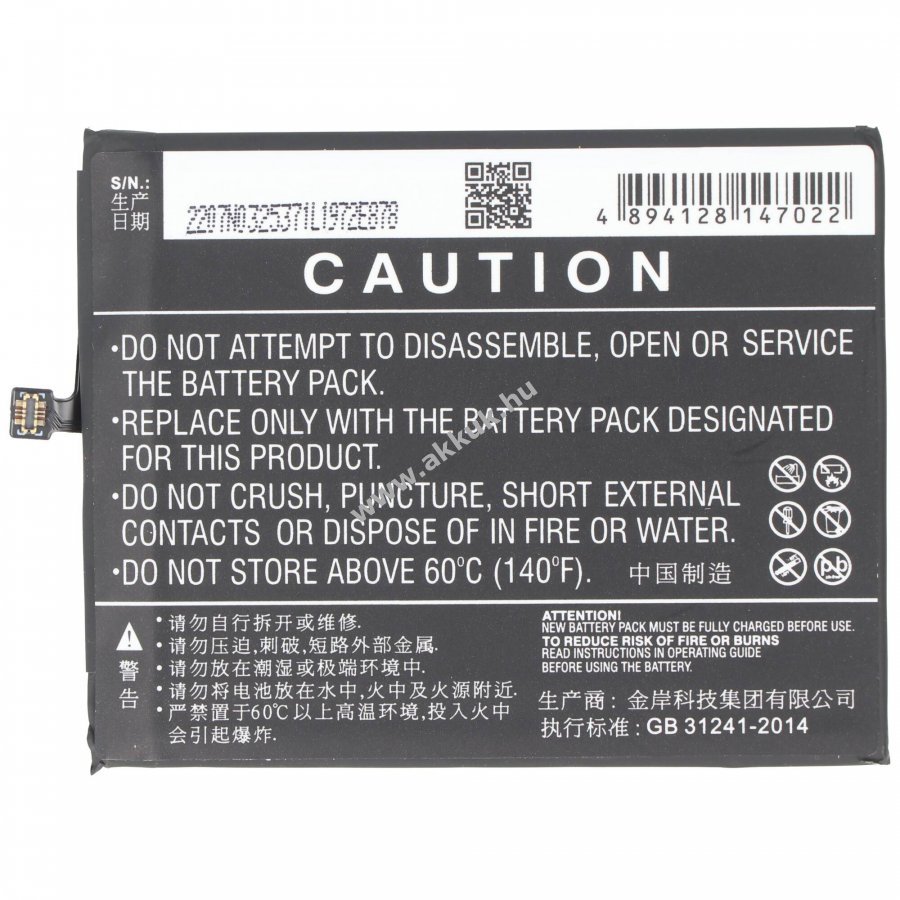 S/N.:
生产
日期
2207N032537 1L1972E878
4 894128 147022
CAUTION
•DO NOT ATTEMPT TO DISASSEMBLE, OPEN OR SERVICE
THE BATTERY PACK.
•REPLACE ONLY WITH THE BATTERY PACK DESIGNATED
FOR THIS PRODUCT.
•DO NOT CRUSH, PUNCTURE, SHORT EXTERNAL
CONTACTS OR DISPOSE OF IN FIRE OR WATER.
•DO NOT STORE ABOVE 60°C (140°F). 中国制造
www.akkuk.hu
Pb
警
告
•请勿自行拆开或维修.
•请勿压迫,刺破,短路外部金属.
•请勿放在潮湿或极端环境中.
•请勿将电池放在水中,火中及火源附近.
•严禁置于60℃以上高温环境,投入火中
会引起爆炸.
ATTENTION!
NEW BATTERY PACK MUST BE FULLY CHARGED BEFORE USE.
TO REDUCE RISK OF FIRE OR BURNS
READ INSTRUCTIONS IN OPERATING GUIDE
BEFORE USING THE BATTERY.
生产商: 金岸科技集团有限公司
执行标准: GB 31241-2014